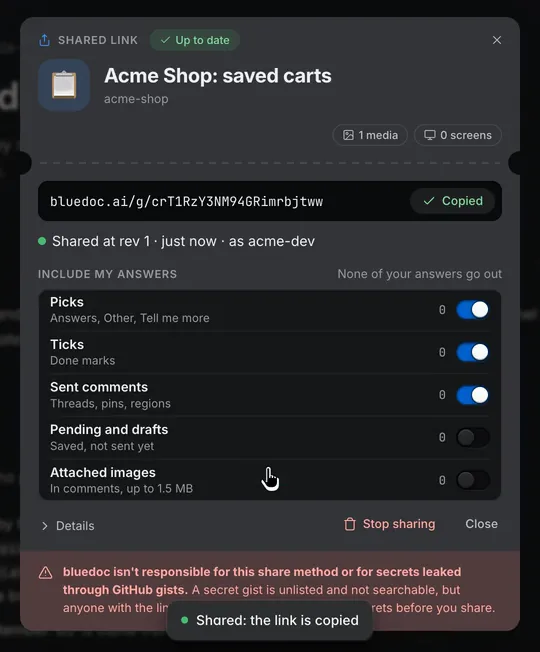 SHARED LINK
Up to date
Acme Shop: saved carts
acme-shop
1 media
0 screens
bluedoc.ai/g/crT1RzY3NM94GRimrbjtww
Copied
Shared at rev 1 · just now · as acme-dev
INCLUDE MY ANSWERS
None of your answers go out
Picks
Answers, Other, Tell me more
0
Ticks
Done marks
0
Sent comments
Threads, pins, regions
0
Pending and drafts
Saved, not sent yet
0
Attached images
In comments, up to 1.5 MB
0
Details
Stop sharing
Close
bluedoc isn't responsible for this share method or for secrets leaked
through GitHub gists. A secret gist is unlisted and not searchable, but
anyone with the rets before you share.
Shared: the link is copied